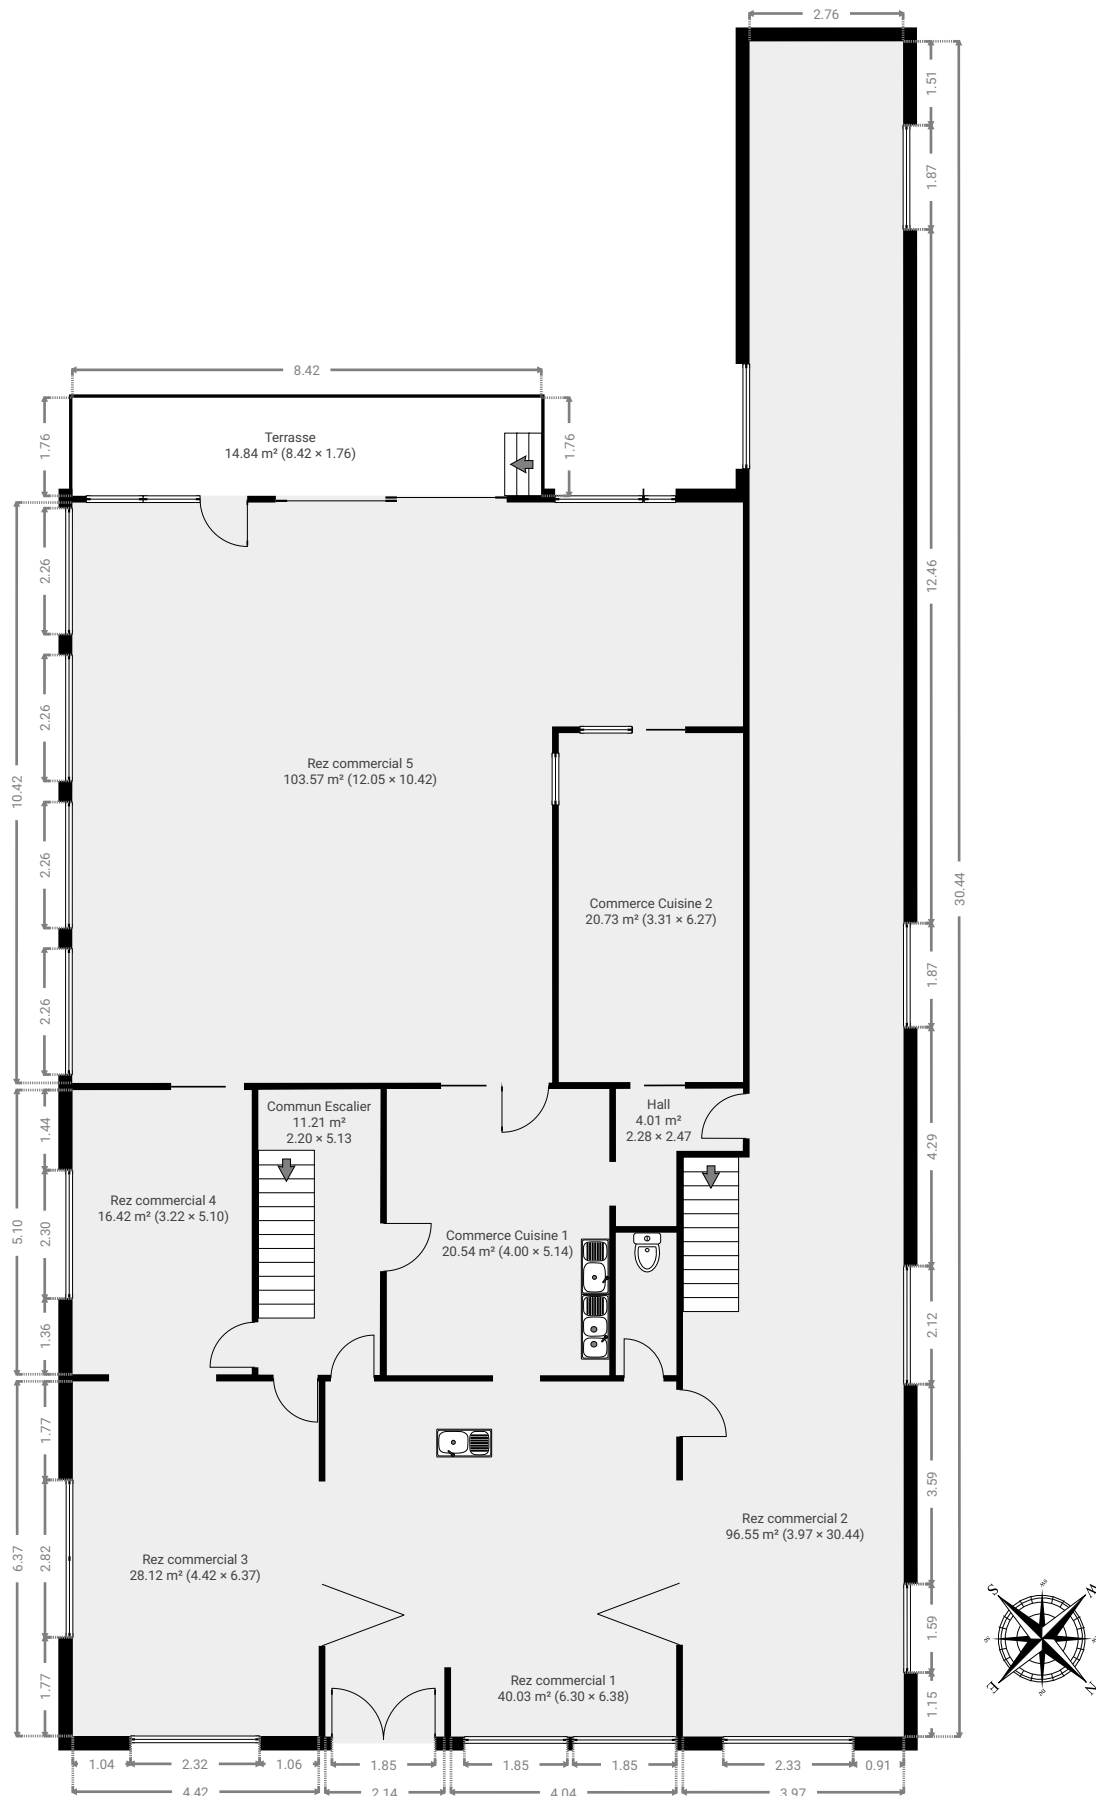 2.76
1.51
1.87
8.42
1.76
Terrasse
14.84 m² (8.42 × 1.76)
1.76
2.26
12.46
2.26
10.42
Rez commercial 5
103.57 m² (12.05 × 10.42)
2.26
30.44
Commerce Cuisine 2
20.73 m² (3.31 × 6.27)
1.87
2.26
Commun Escalier
11.21 m²
2.20 × 5.13
Hall
4.01 m²
2.28 × 2.47
1.44
4.29
Rez commercial 4
16.42 m² (3.22 × 5.10)
5.10
2.30
Commerce Cuisine 1
20.54 m² (4.00 × 5.14)
2.12
1.36
1.77
3.59
Rez commercial 2
96.55 m² (3.97 × 30.44)
6.37
2.82
Rez commercial 3
28.12 m² (4.42 × 6.37)
S
W
1.59
Rez commercial 1
40.03 m² (6.30 × 6.38)
E
N
1.77
1.15
1.04
2.32
1.06
1.85
1.85
1.85
2.33
0.91
4.42
2.14
4.04
3.97